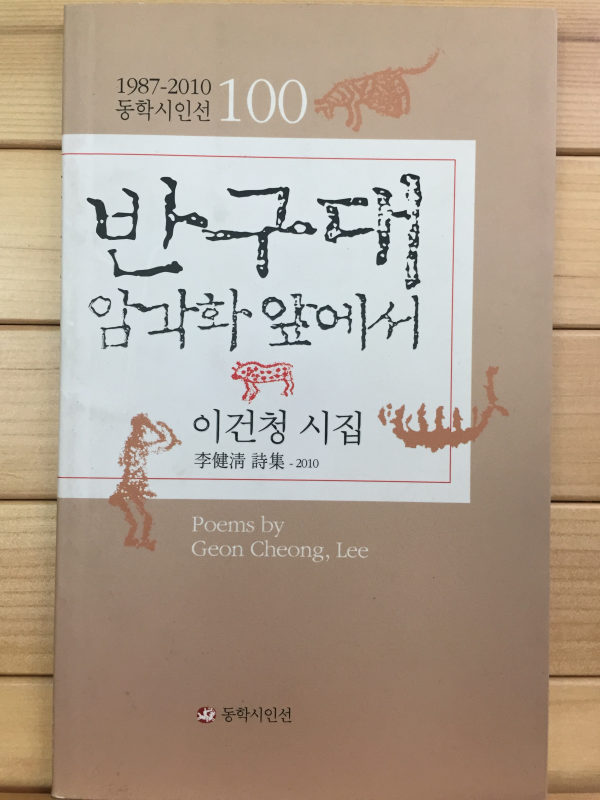 1987-2010
동학시인선 100
반구대
암각화 앞에서
이건청 시집
李健淸 詩集 - 2010
Poems by
Geon Cheong, Lee
동학시인선